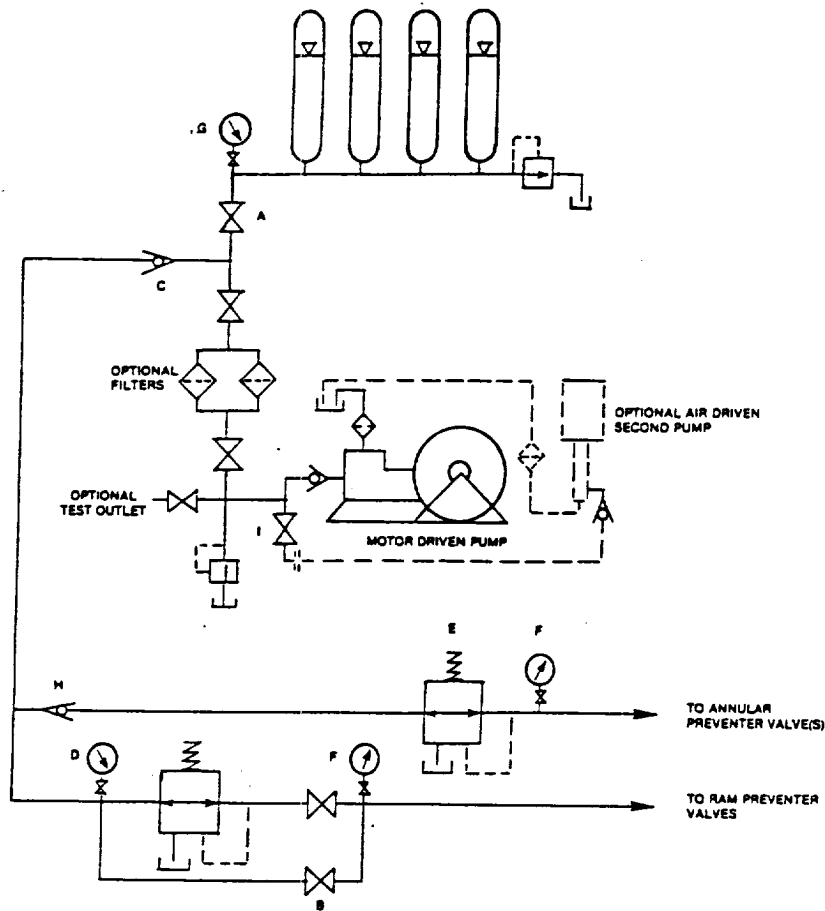 G
A
C
OPTIONAL
FILTERS
OPTIONAL AIR DRIVEN
SECOND PUMP
OPTIONAL
TEST OUTLET
I
MOTOR DRIVEN PUMP
E
F
H
TO ANNULAR
PREVENTER VALVE(S)
D
F
TO RAM PREVENTER
VALVES
B